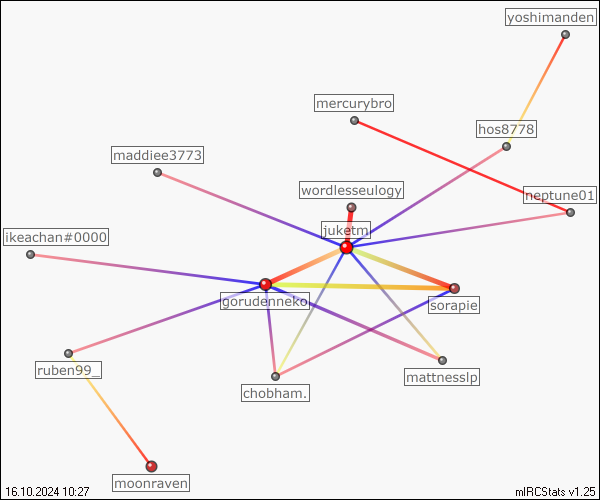 yoshimanden
mercurybro
hos8778
maddiee3773
wordlesseulogy
neptune01
juketm
ikeachan#0000
gorudenneko
sorapie
ruben99_
mattnesslp
chobham.
moonraven
16.10.2024 10:27
mIRCStats v1.25